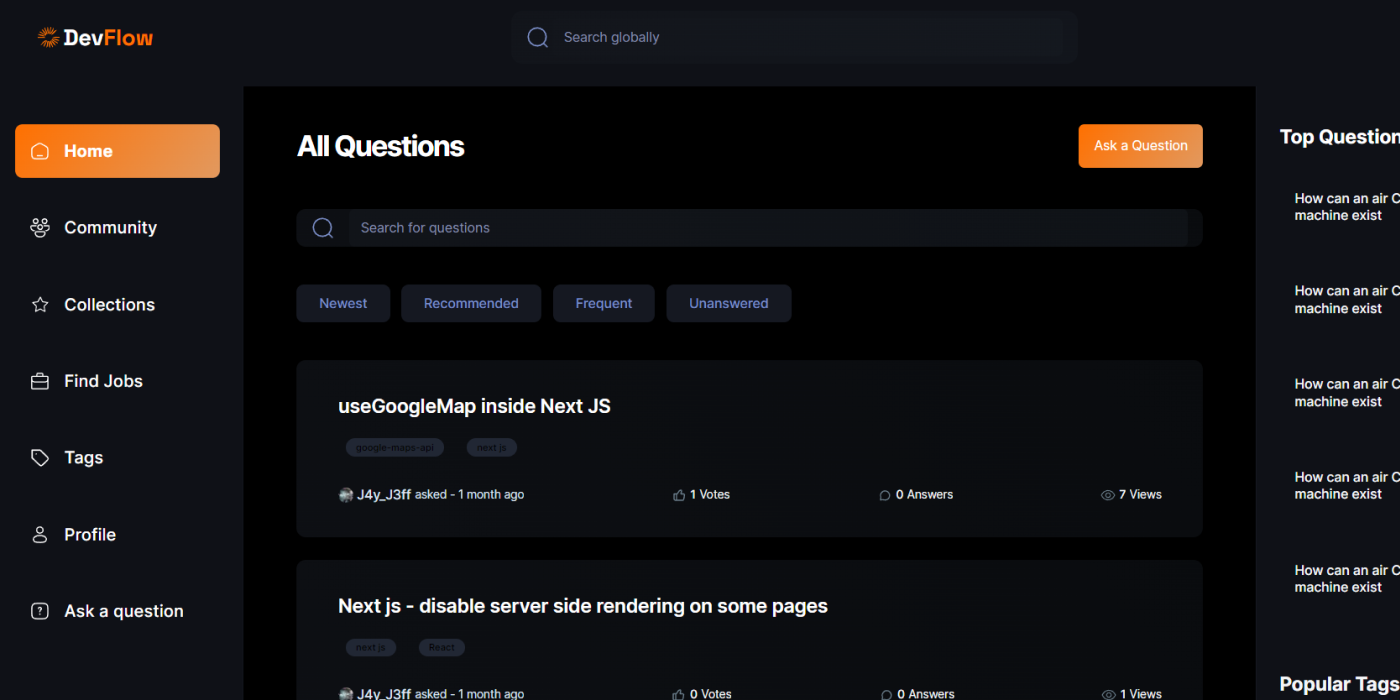 DevFlow
Search globally
Home
Community
Collections
Find Jobs
Tags
Profile
Ask a question
All Questions
Ask a Question
Search for questions
Newest
Recommended
Frequent
Unanswered
useGoogleMap inside Next JS
google-maps-api
next js
J4y_J3ff asked - 1 month ago
1 Votes
0 Answers
7 Views
Next js - disable server side rendering on some pages
next js
React
J4y_J3ff asked - 1 month ago
0 Votes
0 Answers
1 Views
Top Question
How can an air C
machine exist
How can an air C
machine exist
How can an air C
machine exist
How can an air C
machine exist
How can an air C
machine exist
Popular Tags